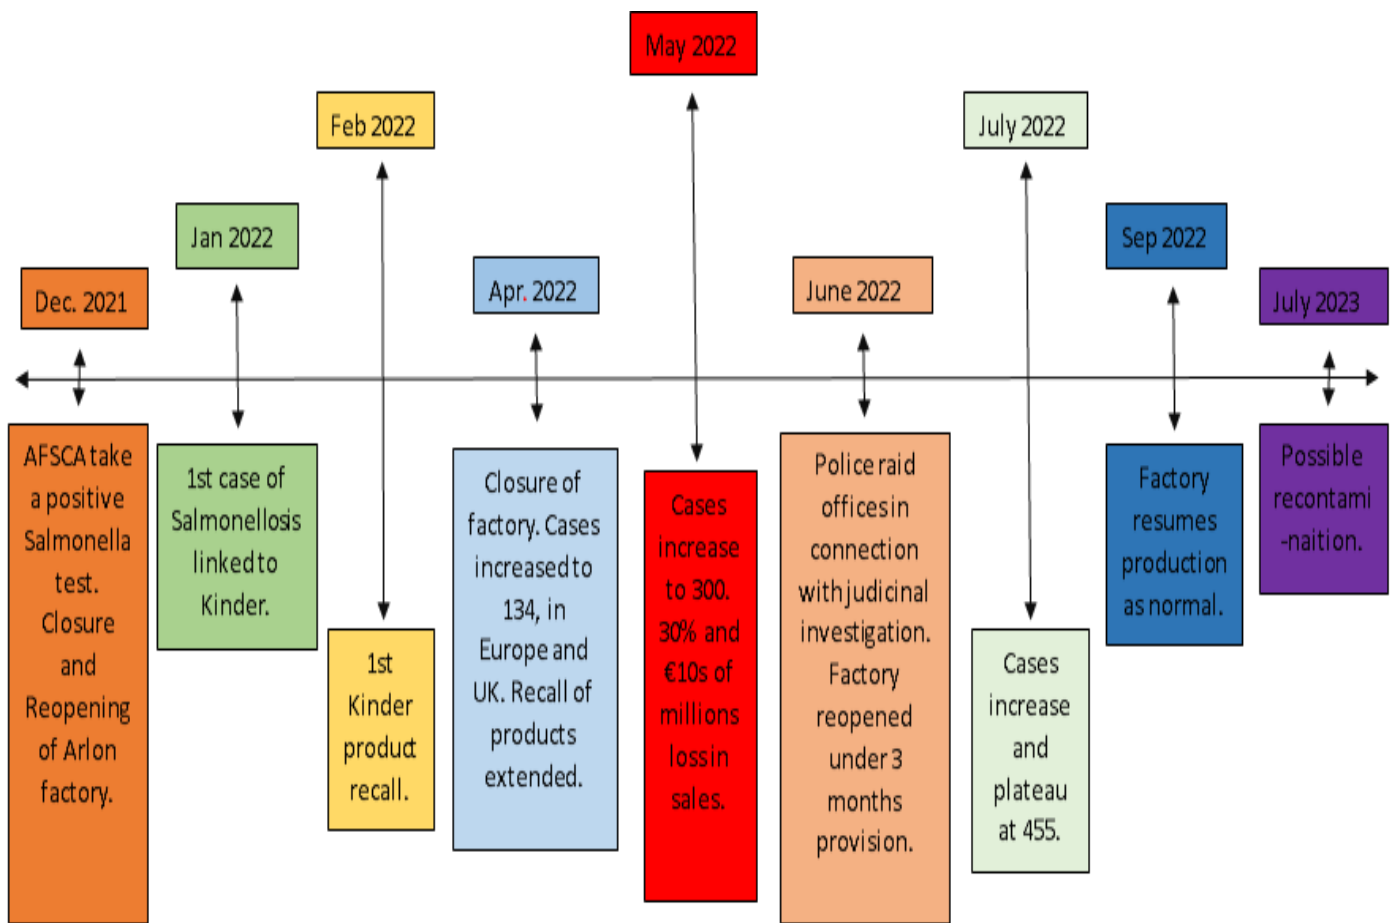 May 2022
Feb 2022
July 2022
Jan 2022
Sep 2022
Apr. 2022
June 2022
Dec. 2021
July 2023
AFSCA take
a positive
Salmonella
test.
Closure
and
Reopening
of Arlon
factory.
1st case of
Salmonellosis
linked to
Kinder.
1st
Kinder
product
recall.
Closure of
factory. Cases
increased to
134, in
Europe and
UK. Recall of
products
extended.
Cases
increase
to 300.
30% and
€10s of
millions
loss in
sales.
Police raid
offices in
connection
with judicinal
investigation.
Factory
reopened
under 3
months
provision.
Cases
increase
and
plateau
at 455.
Factory
resumes
production
as normal.
Possible
recontami
-naition.